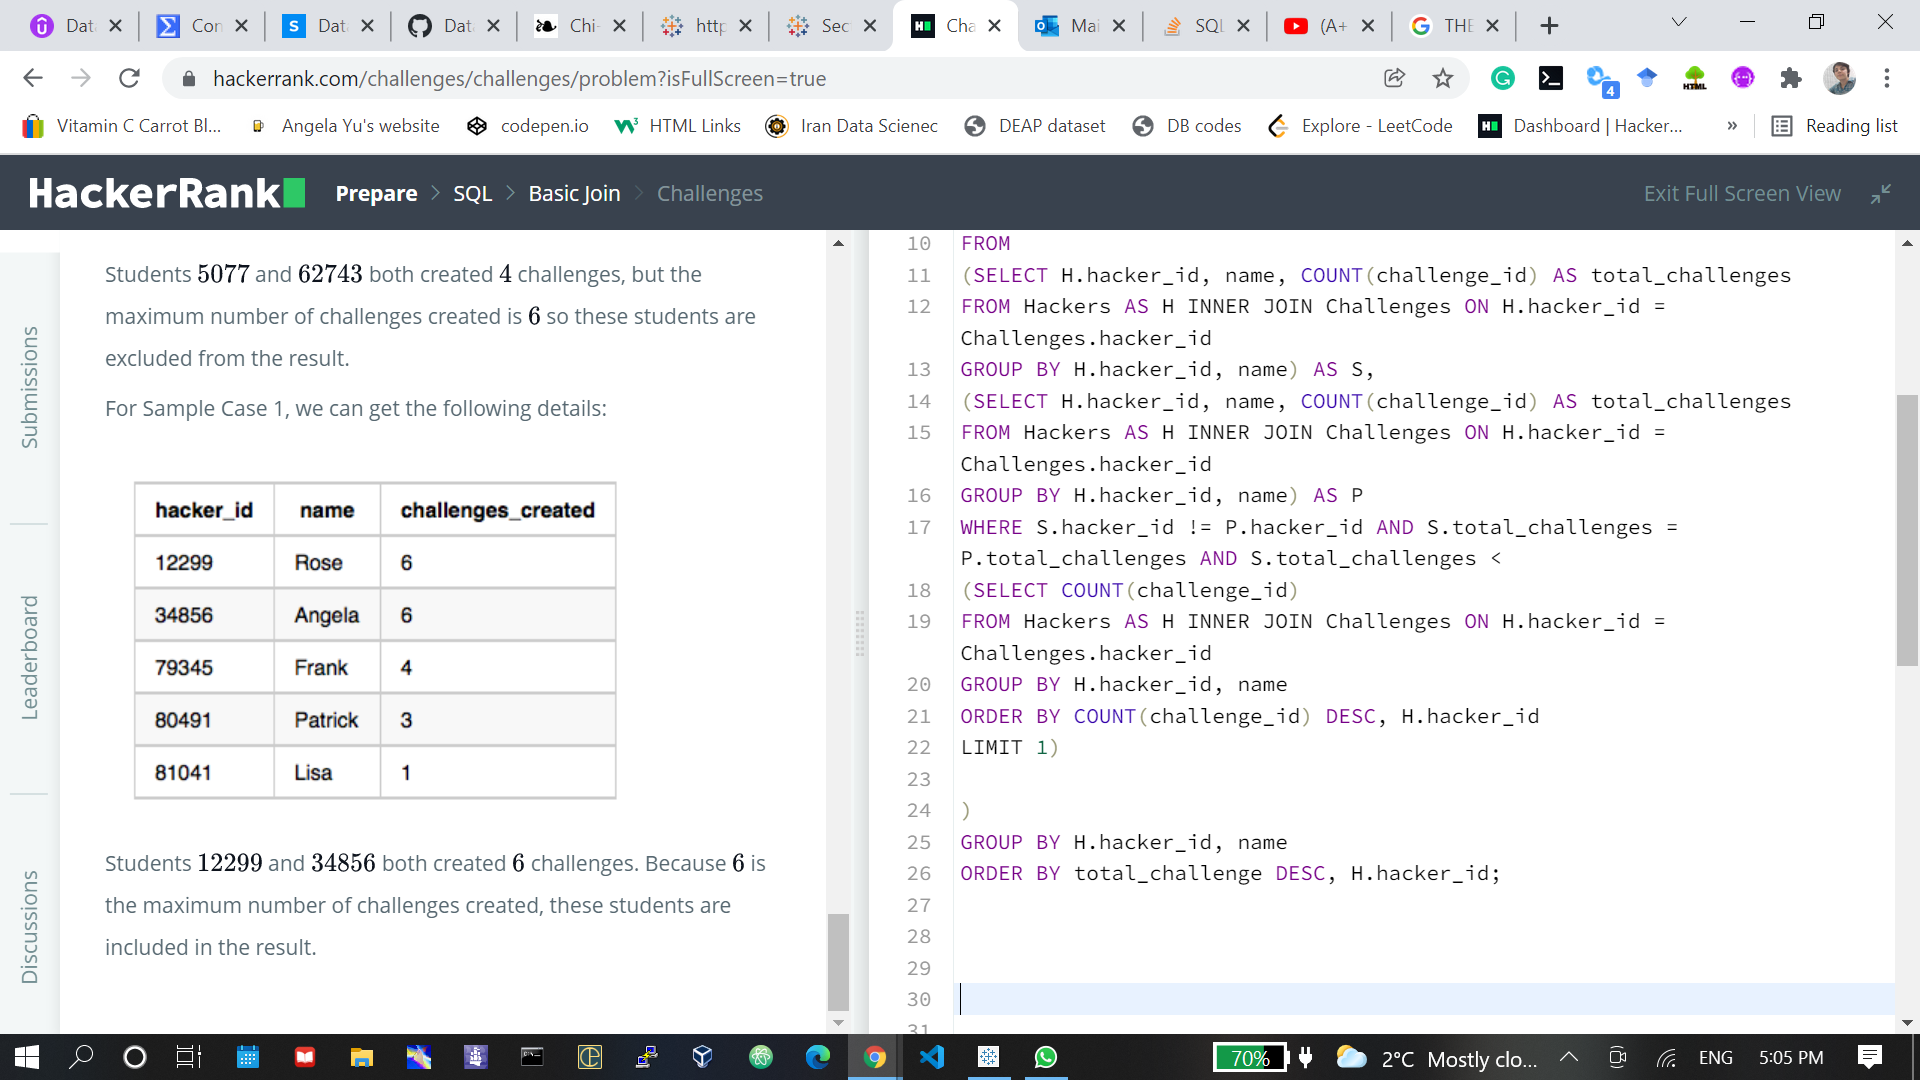 Dat
Con
Dat
Dat
Chi-
http
Sec
Cha
Mai
SQL
(A+
THE
hackerrank.com/challenges/challenges/problem?isFullScreen=true
4
HTML
Vitamin C Carrot Bl...
Angela Yu's website
codepen.io
HTML Links
Iran Data Scienec
DEAP dataset
DB codes
Explore - LeetCode
Dashboard | Hacker...
»
Reading list
HackerRank
Prepare > SQL > Basic Join > Challenges
Exit Full Screen View
Submissions
Leaderboard
Discussions
Students 5077 and 62743 both created 4 challenges, but the
maximum number of challenges created is 6 so these students are
excluded from the result.
For Sample Case 1, we can get the following details:
hacker_id name challenges_created
12299 Rose 6
34856 Angela 6
79345 Frank 4
80491 Patrick 3
81041 Lisa 1
Students 12299 and 34856 both created 6 challenges. Because 6 is
the maximum number of challenges created, these students are
included in the result.
10 FROM
11 (SELECT H.hacker_id, name, COUNT(challenge_id) AS total_challenges
12 FROM Hackers AS H INNER JOIN Challenges ON H.hacker_id =
Challenges.hacker_id
13 GROUP BY H.hacker_id, name) AS S,
14 (SELECT H.hacker_id, name, COUNT(challenge_id) AS total_challenges
15 FROM Hackers AS H INNER JOIN Challenges ON H.hacker_id =
Challenges.hacker_id
16 GROUP BY H.hacker_id, name) AS P
17 WHERE S.hacker_id != P.hacker_id AND S.total_challenges =
P.total_challenges AND S.total_challenges <
18 (SELECT COUNT(challenge_id)
19 FROM Hackers AS H INNER JOIN Challenges ON H.hacker_id =
Challenges.hacker_id
20 GROUP BY H.hacker_id, name
21 ORDER BY COUNT(challenge_id) DESC, H.hacker_id
22 LIMIT 1)
23
24 )
25 GROUP BY H.hacker_id, name
26 ORDER BY total_challenge DESC, H.hacker_id;
27
28
29
30
31
70%
2°C Mostly clo...
ENG
5:05 PM